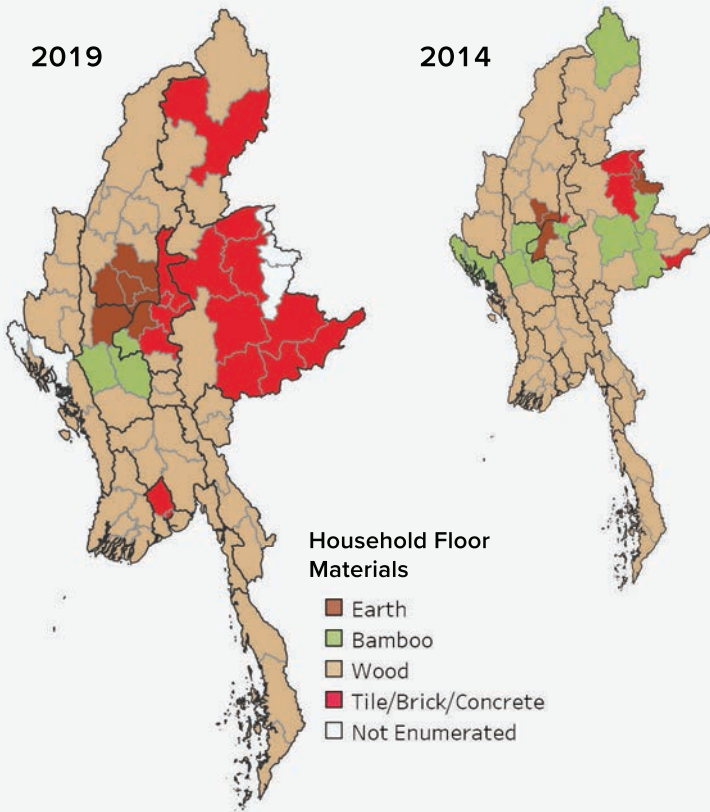 2019
2014
Household Floor
Materials
Earth
Bamboo
Wood
Tile/Brick/Concrete
Not Enumerated